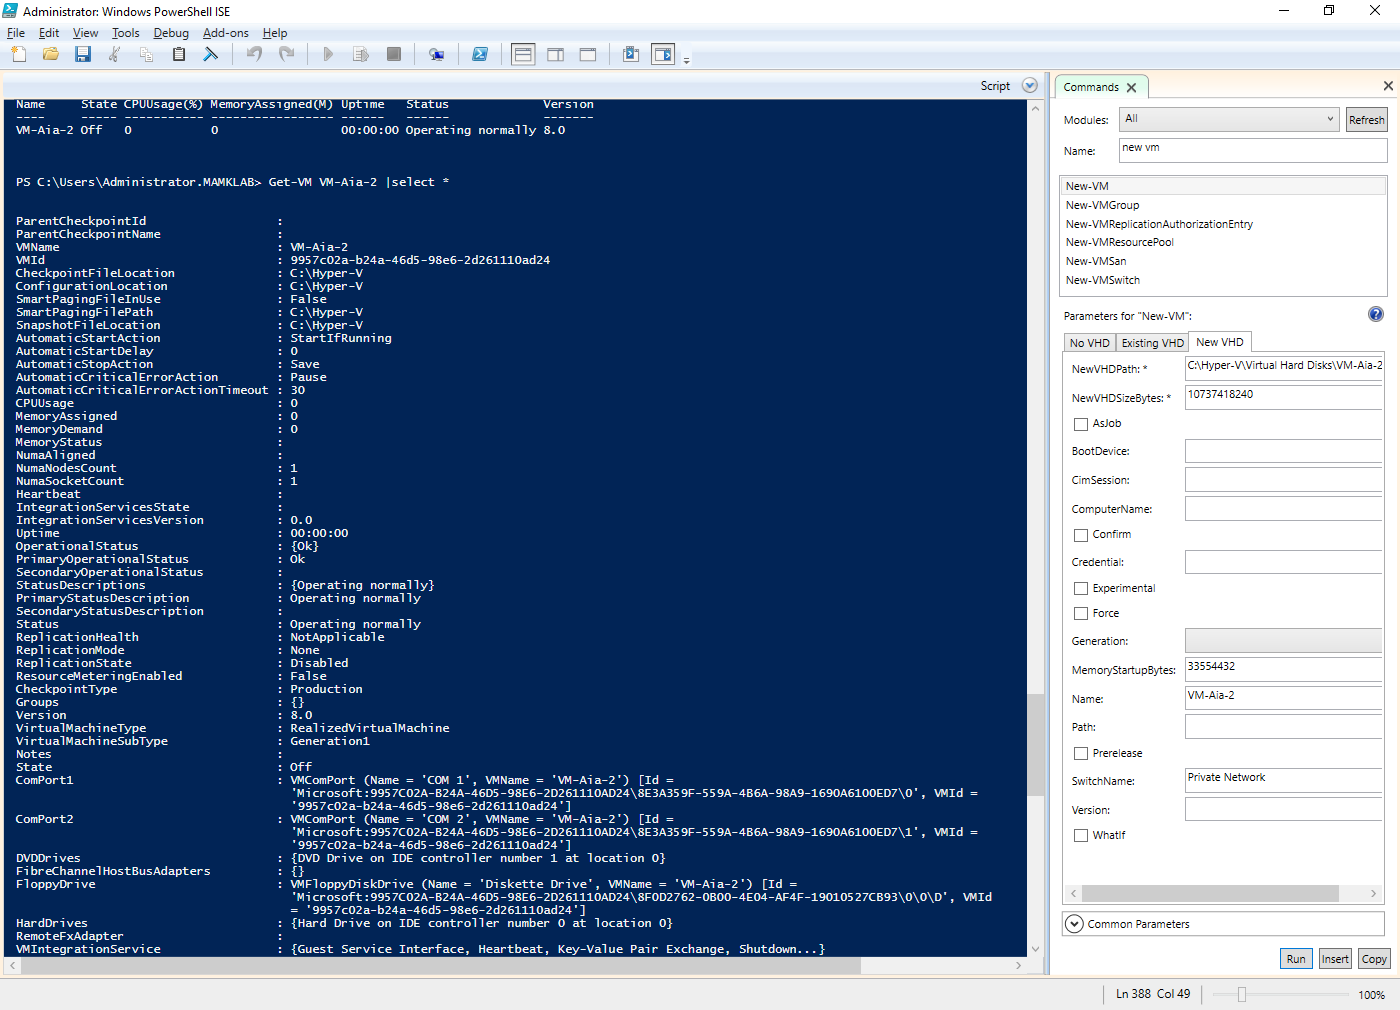 Administrator: Windows PowerShell ISE
File Edit View Tools Debug Add-ons Help
Script
Name State CPUUsage(%) MemoryAssigned(M) Uptime Status Version
---- ----- ----------- ----------------- ------ ------ -------
VM-Aia-2 Off 0 0 00:00:00 Operating normally 8.0
PS C:\Users\Administrator.MAMKLAB> Get-VM VM-Aia-2 |select *
ParentCheckpointId :
ParentCheckpointName :
VMName : VM-Aia-2
VMId : 9957c02a-b24a-46d5-98e6-2d261110ad24
CheckpointFileLocation : C:\Hyper-V
ConfigurationLocation : C:\Hyper-V
SmartPagingFileInUse : False
SmartPagingFilePath : C:\Hyper-V
SnapshotFileLocation : C:\Hyper-V
AutomaticStartAction : StartIfRunning
AutomaticStartDelay : 0
AutomaticStopAction : Save
AutomaticCriticalErrorAction : Pause
AutomaticCriticalErrorActionTimeout : 30
CPUUsage : 0
MemoryAssigned : 0
MemoryDemand : 0
MemoryStatus :
NumaAligned :
NumaNodesCount : 1
NumaSocketCount : 1
Heartbeat :
IntegrationServicesState :
IntegrationServicesVersion : 0.0
Uptime : 00:00:00
OperationalStatus : {Ok}
PrimaryOperationalStatus : Ok
SecondaryOperationalStatus :
StatusDescriptions : {Operating normally}
PrimaryStatusDescription : Operating normally
SecondaryStatusDescription :
Status : Operating normally
ReplicationHealth : NotApplicable
ReplicationMode : None
ReplicationState : Disabled
ResourceMeteringEnabled : False
CheckpointType : Production
Groups : {}
Version : 8.0
VirtualMachineType : RealizedVirtualMachine
VirtualMachineSubType : Generation1
Notes :
State : Off
ComPort1 : VMComPort (Name = 'COM 1', VMName = 'VM-Aia-2') [Id =
'Microsoft:9957C02A-B24A-46D5-98E6-2D261110AD24\8E3A359F-559A-4B6A-98A9-1690A6100ED7\0', VMId =
'9957c02a-b24a-46d5-98e6-2d261110ad24']
ComPort2 : VMComPort (Name = 'COM 2', VMName = 'VM-Aia-2') [Id =
'Microsoft:9957C02A-B24A-46D5-98E6-2D261110AD24\8E3A359F-559A-4B6A-98A9-1690A6100ED7\1', VMId =
'9957c02a-b24a-46d5-98e6-2d261110ad24']
DVDDrives : {DVD Drive on IDE controller number 1 at location 0}
FibreChannelHostBusAdapters : {}
FloppyDrive : VMFloppyDiskDrive (Name = 'Diskette Drive', VMName = 'VM-Aia-2') [Id =
'Microsoft:9957C02A-B24A-46D5-98E6-2D261110AD24\8F0D2762-0B00-4E04-AF4F-19010527CB93\0\0\D', VMId
= '9957c02a-b24a-46d5-98e6-2d261110ad24']
HardDrives : {Hard Drive on IDE controller number 0 at location 0}
RemoteFxAdapter :
VMIntegrationService : {Guest Service Interface, Heartbeat, Key-Value Pair Exchange, Shutdown...}
Commands
Modules: All Refresh
Name: new vm
New-VM
New-VMGroup
New-VMReplicationAuthorizationEntry
New-VMResourcePool
New-VMSan
New-VMSwitch
Parameters for "New-VM":
No VHD Existing VHD New VHD
NewVHDPath: * C:\Hyper-V\Virtual Hard Disks\VM-Aia-2
NewVHDSizeBytes: * 10737418240
AsJob
BootDevice:
CimSession:
ComputerName:
Confirm
Credential:
Experimental
Force
Generation:
MemoryStartupBytes: 33554432
Name: VM-Aia-2
Path:
Prerelease
SwitchName: Private Network
Version:
WhatIf
Common Parameters
Run Insert Copy
Ln 388 Col 49 100%